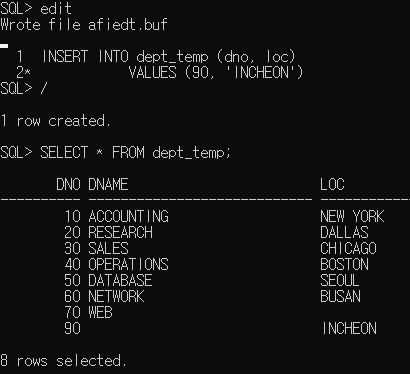 SQL> edit
Wrote file afiedt.buf
  1  INSERT INTO dept_temp (dno, loc)
  2*             VALUES (90, 'INCHEON')
SQL> /
1 row created.
SQL> SELECT * FROM dept_temp;
       DNO DNAME                        LOC
---------- ---------------------------- -----------
        10 ACCOUNTING                   NEW YORK
        20 RESEARCH                     DALLAS
        30 SALES                        CHICAGO
        40 OPERATIONS                   BOSTON
        50 DATABASE                     SEOUL
        60 NETWORK                      BUSAN
        70 WEB
        90                              INCHEON
8 rows selected.